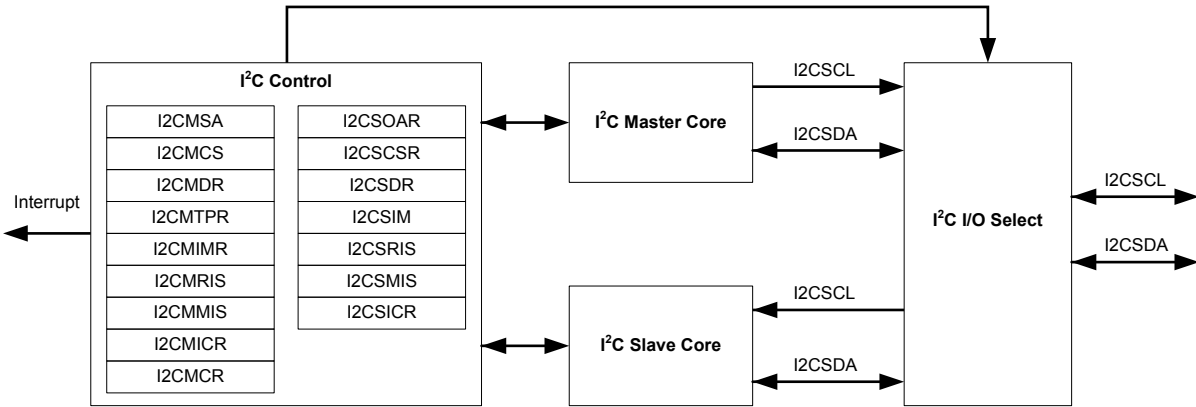 I²C Control
I2CMSA
I2CMCS
I2CMDR
I2CMTPR
I2CMIMR
I2CMRIS
I2CMMIS
I2CMICR
I2CMCR
I2CSOAR
I2CSCSR
I2CSDR
I2CSIM
I2CSRIS
I2CSMIS
I2CSICR
Interrupt
I²C Master Core
I2CSCL
I2CSDA
I²C Slave Core
I2CSCL
I2CSDA
I²C I/O Select
I2CSCL
I2CSDA